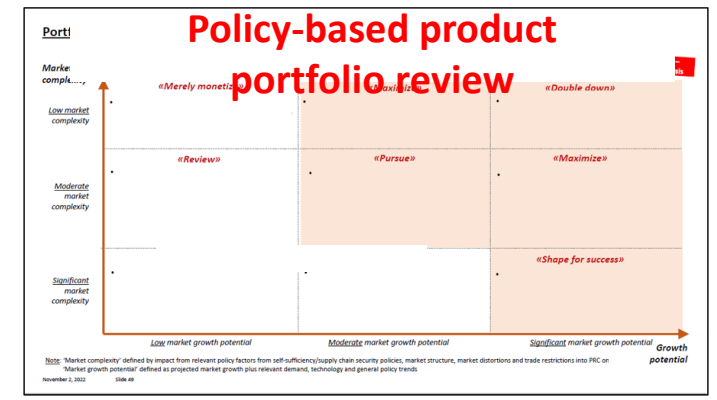 Policy-based product
portfolio review
«Merely monetize»
«Maximize»
«Double down»
Low market
complexity
«Review»
«Pursue»
«Maximize»
Moderate
market
complexity
«Shape for success»
Significant
market
complexity
Low market growth potential
Moderate market growth potential
Significant market growth potential
Growth
potential
Note: 'Market complexity' defined by impact from relevant policy factors from self-sufficiency/supply chain security policies, market structure, market distortions and trade restrictions into PRC on
'Market growth potential' defined as projected market growth plus relevant demand, technology and general policy trends
November 2, 2022 Slide 49